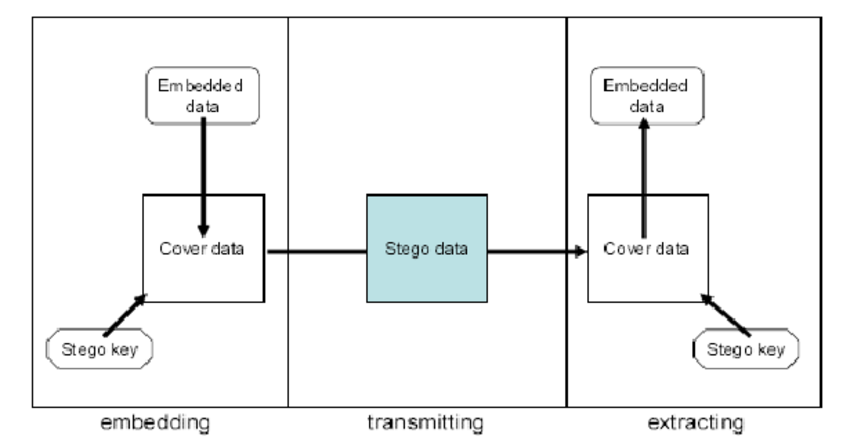 Embedded
data
Embedded
data
Cover data
Stego data
Cover data
Stego key
Stego key
embedding
transmitting
extracting